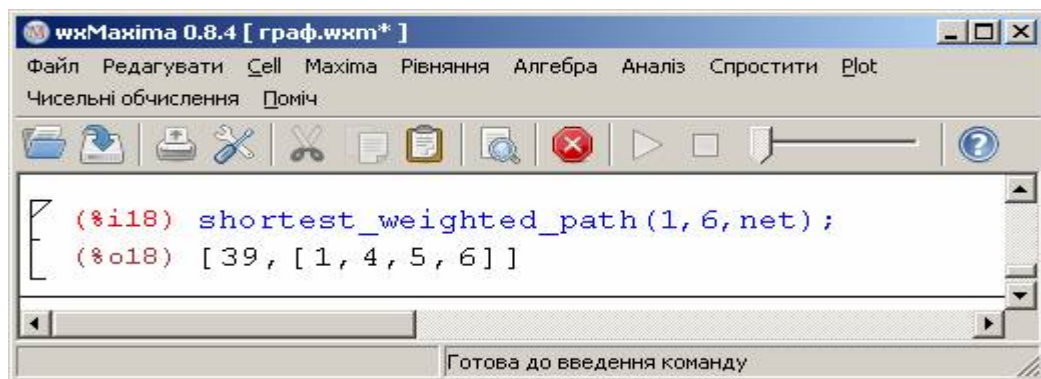 wxMaxima 0.8.4 [ граф.wxm* ]
Файл Редагувати Cell Maxima Рівняння Алгебра Аналіз Спростити Plot
Чисельні обчислення Поміч
(%i18) shortest_weighted_path(1,6,net);
(%o18) [39,[1,4,5,6]]
Готова до введення команду